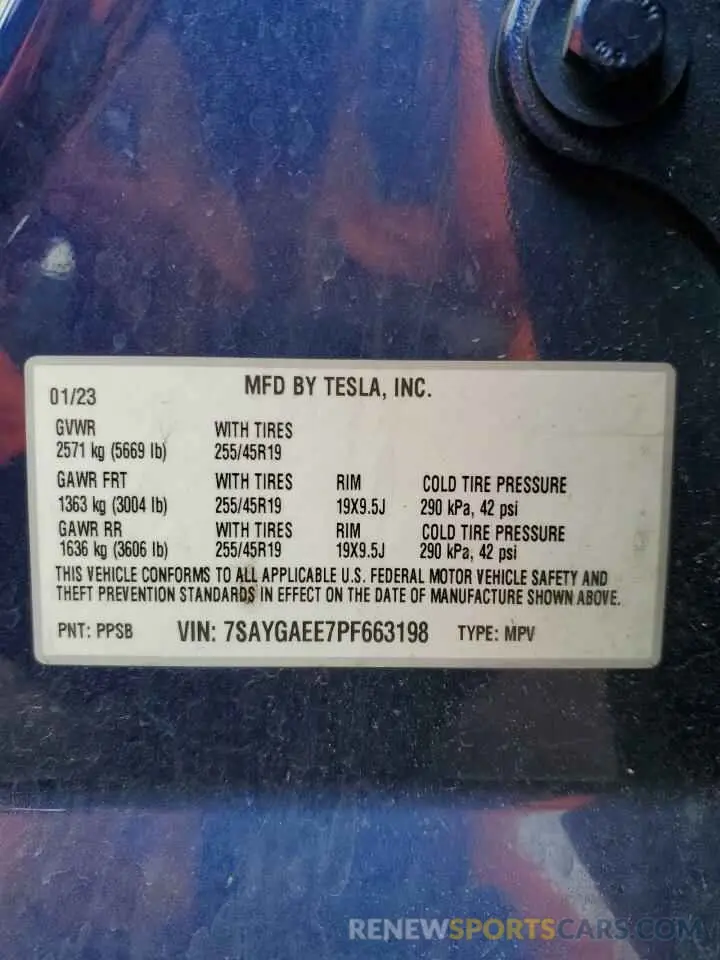 MFD BY TESLA, INC.
01/23
GVWR WITH TIRES
2571 kg (5669 lb) 255/45R19
GAWR FRT WITH TIRES RIM COLD TIRE PRESSURE
1363 kg (3004 lb) 255/45R19 19X9.5J 290 kPa, 42 psi
GAWR RR WITH TIRES RIM COLD TIRE PRESSURE
1636 kg (3606 lb) 255/45R19 19X9.5J 290 kPa, 42 psi
THIS VEHICLE CONFORMS TO ALL APPLICABLE U.S. FEDERAL MOTOR VEHICLE SAFETY AND
THEFT PREVENTION STANDARDS IN EFFECT ON THE DATE OF MANUFACTURE SHOWN ABOVE.
PNT: PPSB VIN: 7SAYGAEE7PF663198 TYPE: MPV
RENEWSPORTSCARS.COM